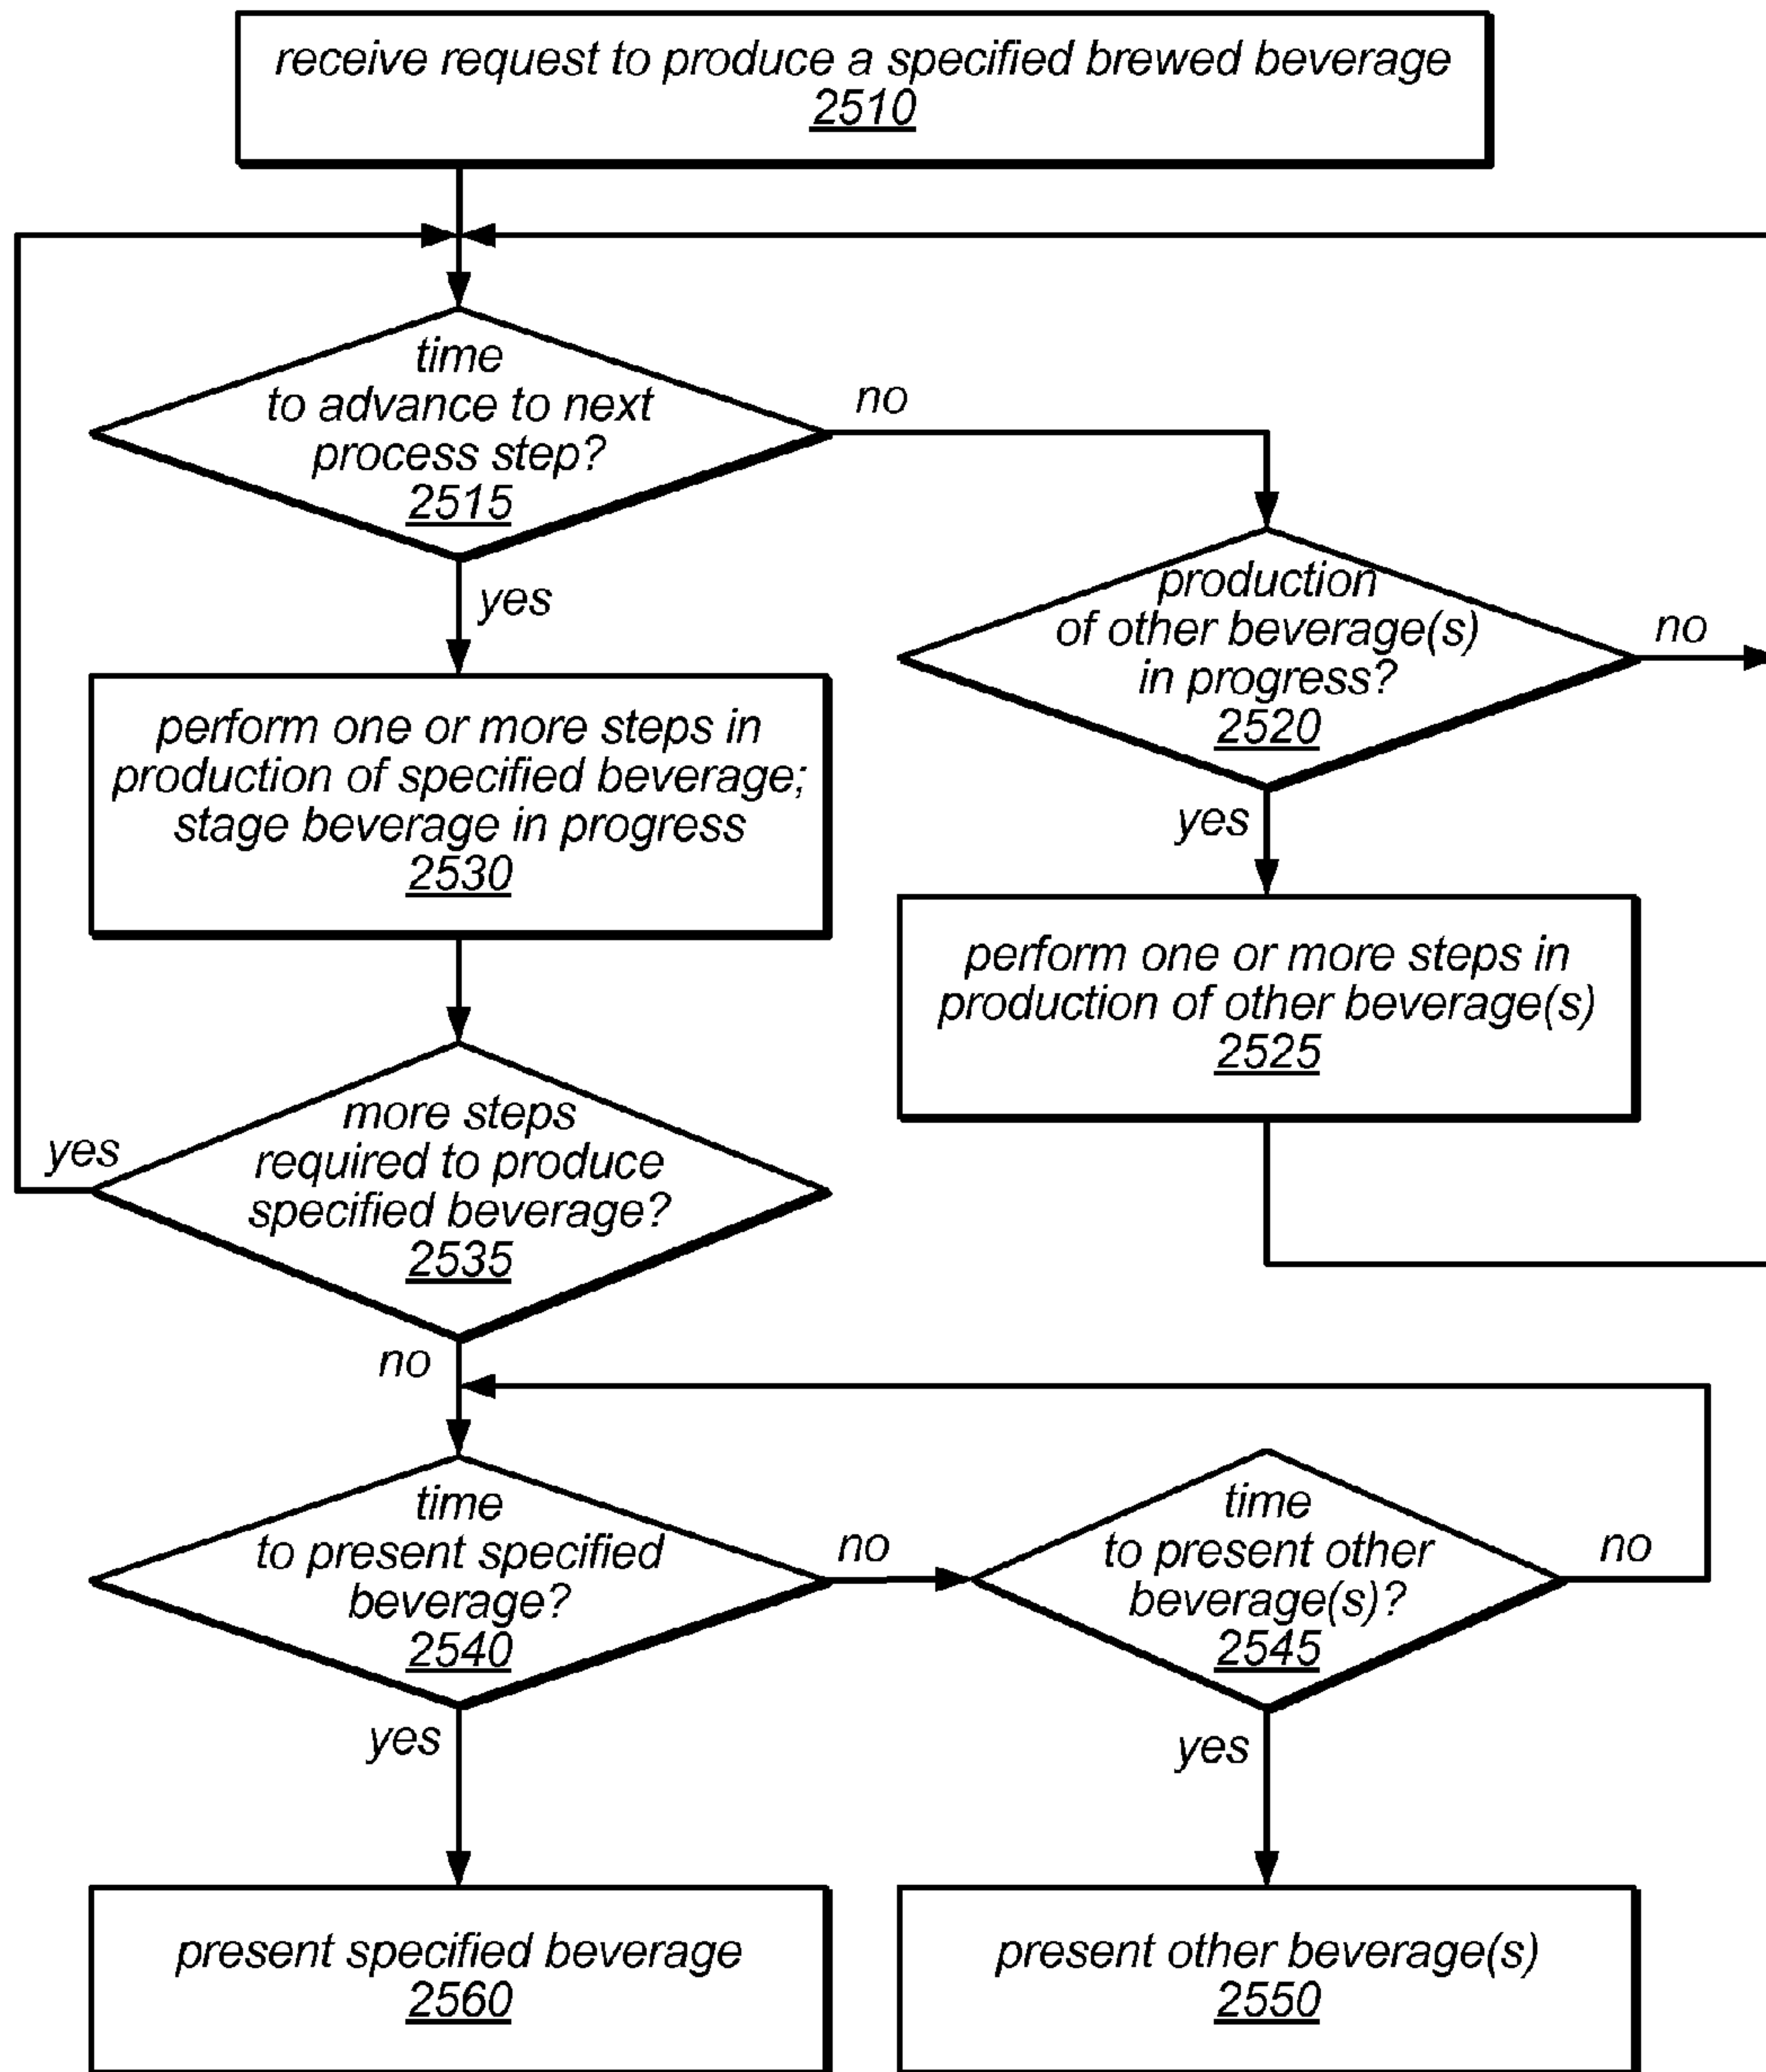 receive request to produce a specified brewed beverage
2510
time
to advance to next
process step?
2515
no
yes
production
of other beverage(s)
in progress?
2520
no
yes
perform one or more steps in
production of specified beverage;
stage beverage in progress
2530
perform one or more steps in
production of other beverage(s)
2525
more steps
required to produce
specified beverage?
2535
yes
no
time
to present specified
beverage?
2540
no
yes
time
to present other
beverage(s)?
2545
no
yes
present specified beverage
2560
present other beverage(s)
2550